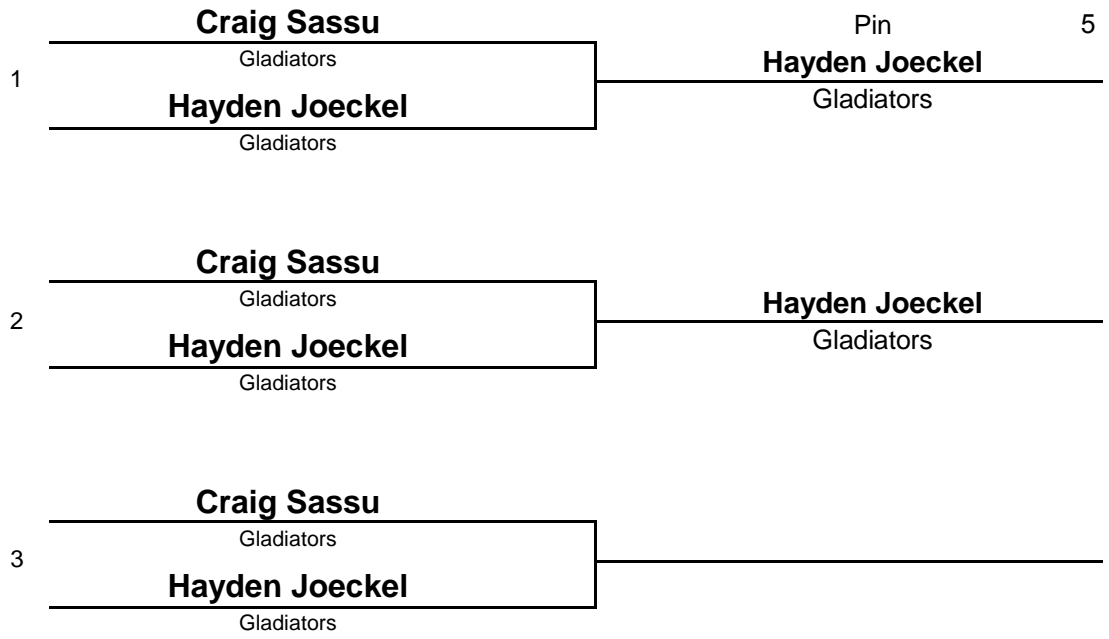 Craig Sassu
Pin 5
Gladiators
Hayden Joeckel
1
Hayden Joeckel
Gladiators
Gladiators
Craig Sassu
Gladiators
Hayden Joeckel
2
Hayden Joeckel
Gladiators
Gladiators
Craig Sassu
Gladiators
3
Hayden Joeckel
Gladiators